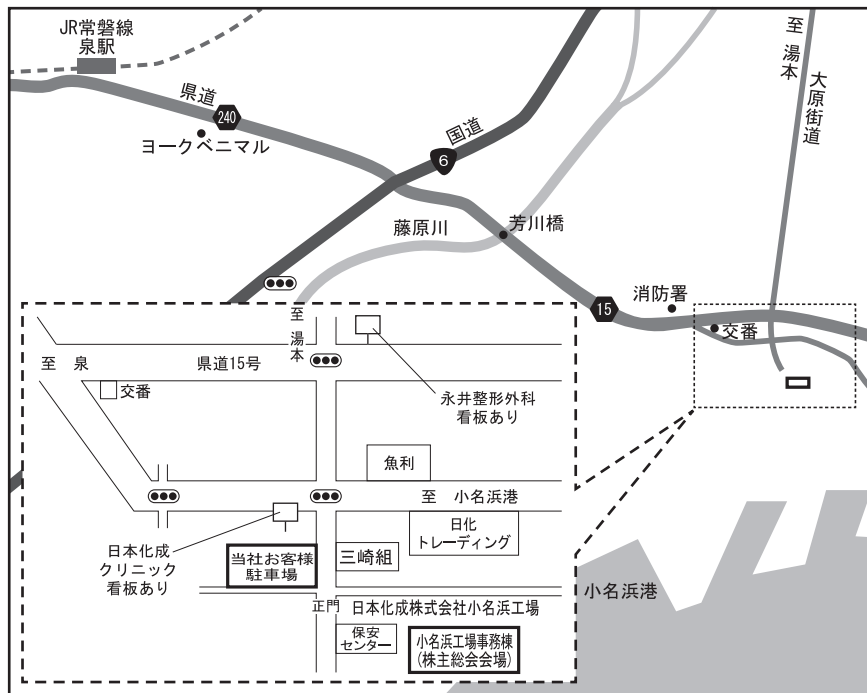 JR常磐線
泉駅
県道
240
ヨークベニマル
国道
6
至 湯本
大原街道
藤原川
芳川橋
15
消防署
交番
至 湯本
至 泉
県道15号
交番
永井整形外科
看板あり
魚利
至 小名浜港
日化
トレーディング
日本化成
クリニック
看板あり
当社お客様
駐車場
三崎組
正門
日本化成株式会社小名浜工場
保安
センター
小名浜工場事務棟
(株主総会会場)
小名浜港